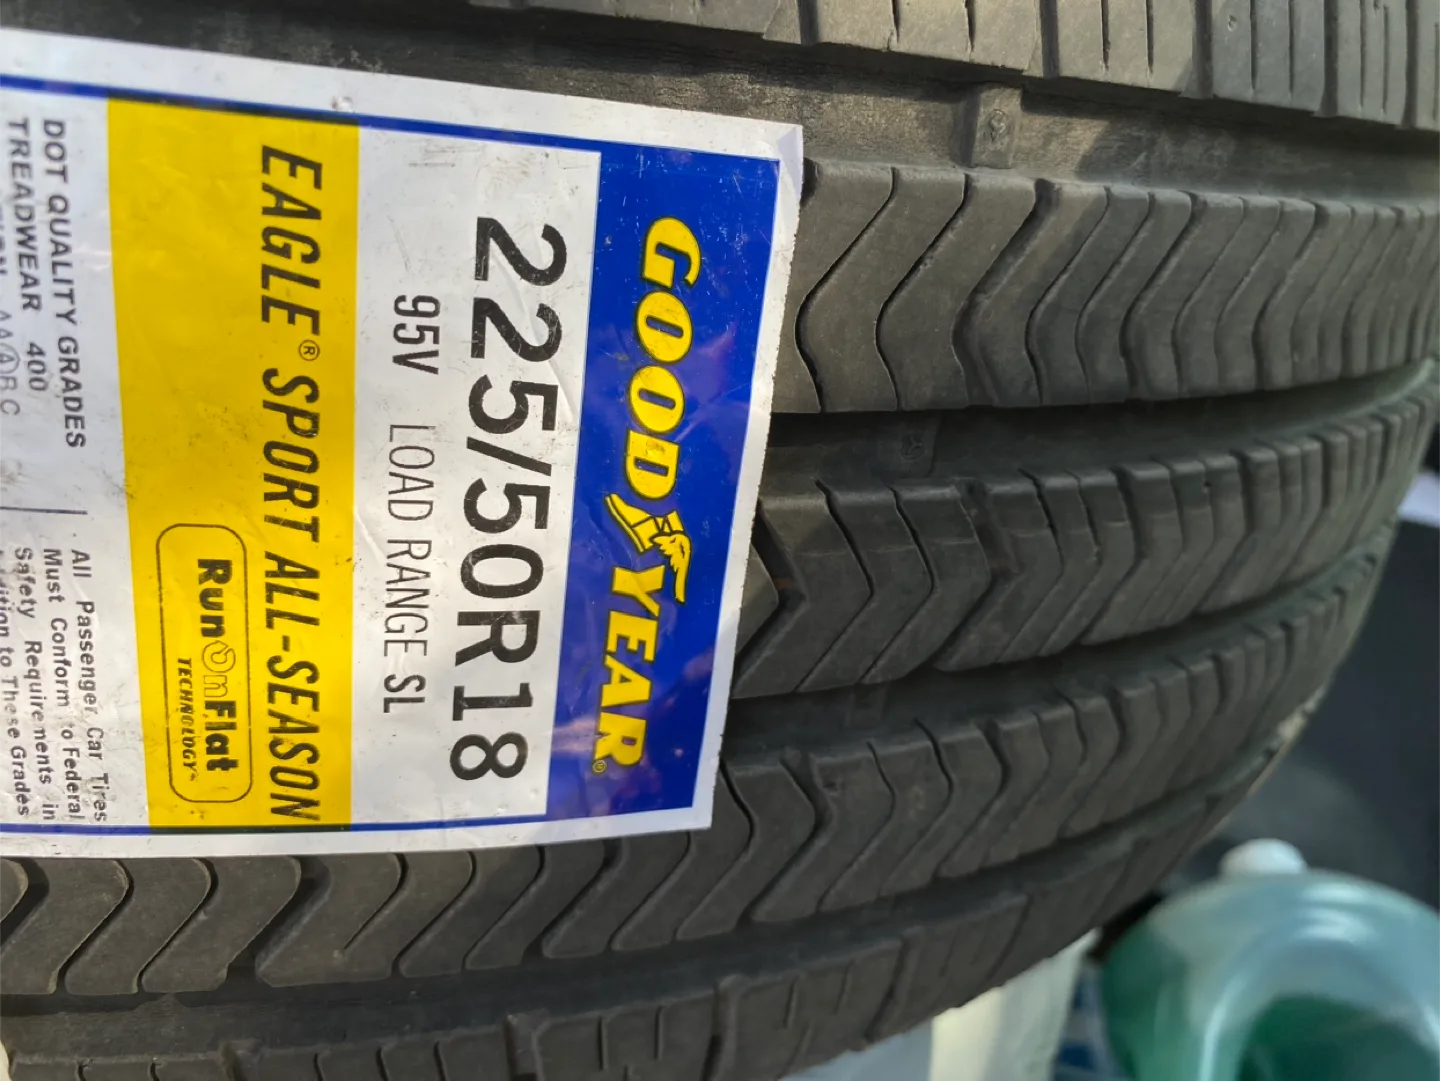 GOODYEAR®
225/50R18
95V LOAD RANGE SL
EAGLE® SPORT ALL-SEASON
RunOnFlat
TECHNOLOGY
DOT QUALITY GRADES
TREADWEAR 400
AA Ⓐ B C
All Passenger Car Tires
Must Conform to Federal
Safety Requirements in
to These Grades